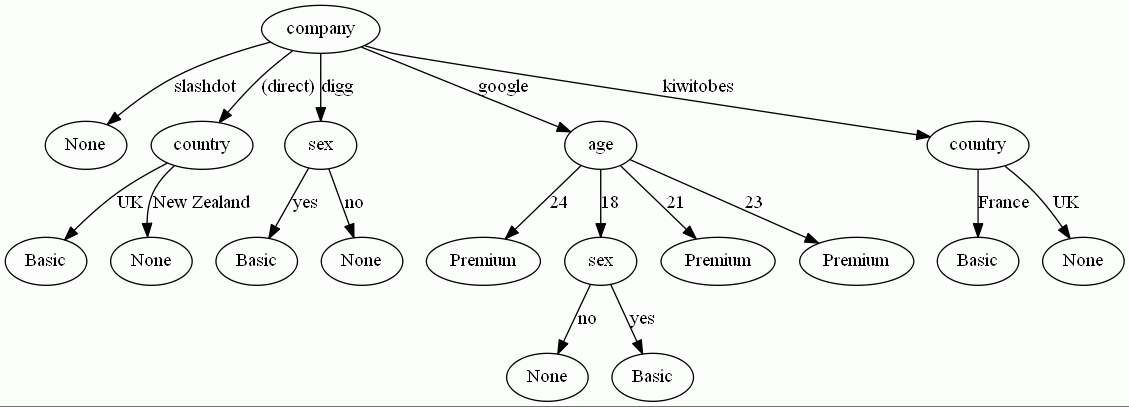 company
slashdot (direct) digg google kiwitobes
None country sex age country
UK New Zealand yes no 24 18 21 23 France UK
Basic None Basic None Premium sex Premium Premium Basic None
no yes
None Basic